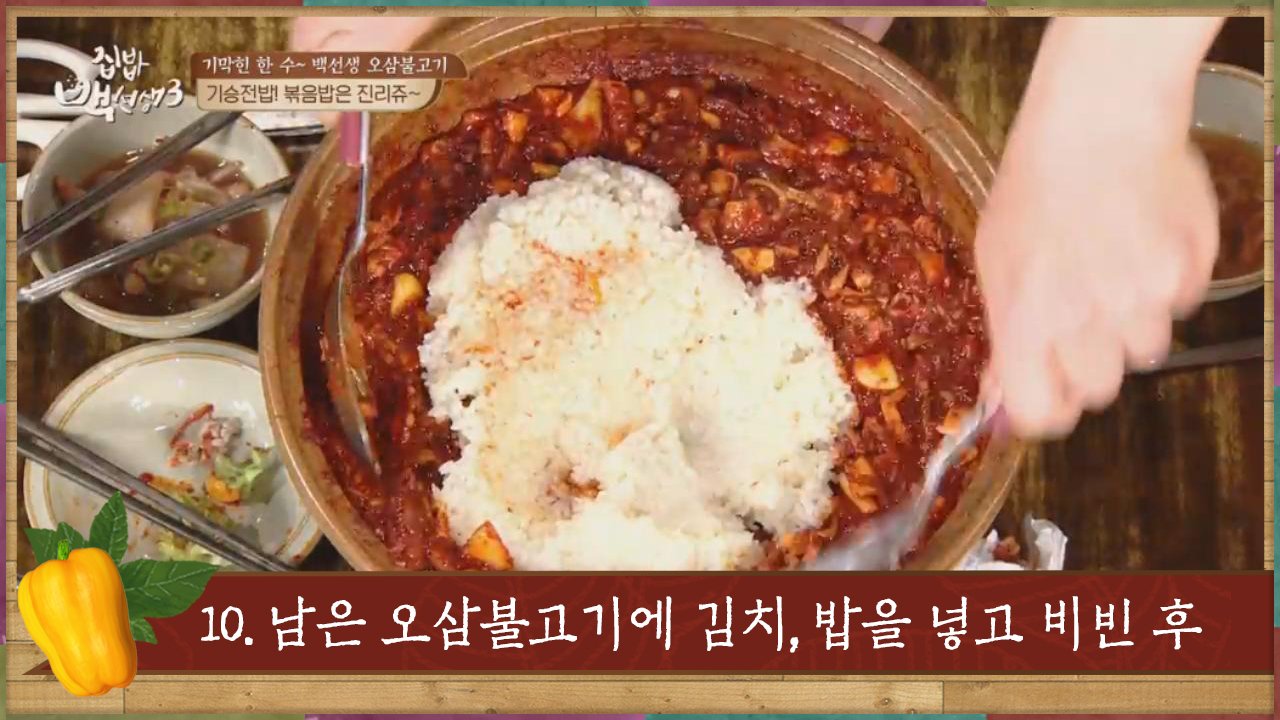 집밥
백선생3
기막힌 한 수~ 백선생 오삼불고기
기승전밥! 볶음밥은 진리쥬~
10. 남은 오삼불고기에 김치, 밥을 넣고 비빈 후